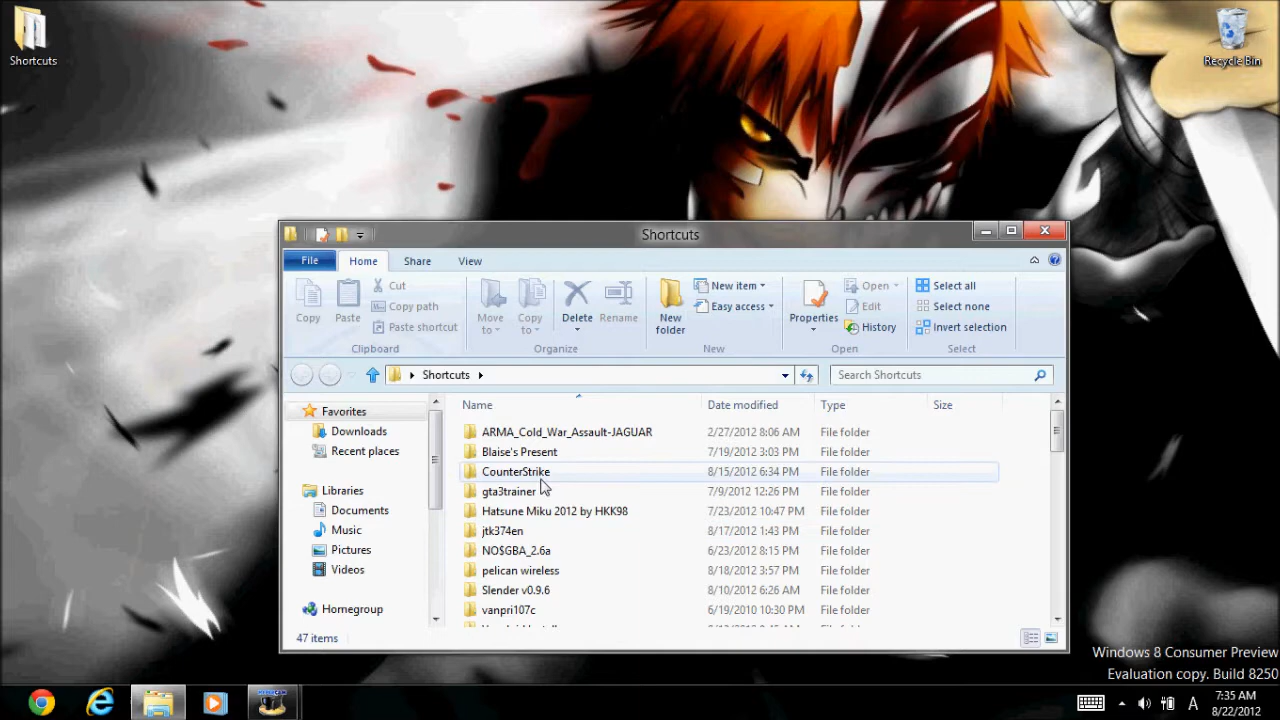 Shortcuts
Recycle Bin
Shortcuts
File Home Share View
Copy
Paste
Cut
Copy path
Paste shortcut
Clipboard
Move to
Copy to
Delete
Rename
Organize
New folder
New item
Easy access
New
Properties
Open
Edit
History
Open
Select all
Select none
Invert selection
Select
Shortcuts
Search Shortcuts
Favorites
Downloads
Recent places
Libraries
Documents
Music
Pictures
Videos
Homegroup
Name Date modified Type Size
ARMA_Cold_War_Assault-JAGUAR 2/27/2012 8:06 AM File folder
Blaise's Present 7/19/2012 3:03 PM File folder
CounterStrike 8/15/2012 6:34 PM File folder
gta3trainer 7/9/2012 12:26 PM File folder
Hatsune Miku 2012 by HKK98 7/23/2012 10:47 PM File folder
jtk374en 8/17/2012 1:43 PM File folder
NO$GBA_2.6a 6/23/2012 8:15 PM File folder
pelican wireless 8/18/2012 3:57 PM File folder
Slender v0.9.6 8/10/2012 6:26 AM File folder
vanpri107c 6/19/2010 10:30 PM File folder
47 items
Windows 8 Consumer Preview
Evaluation copy. Build 8250
A
7:35 AM
8/22/2012